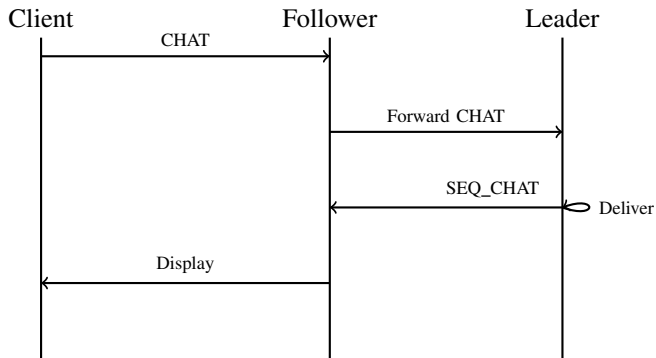 Client Follower Leader
CHAT
Forward CHAT
SEQ_CHAT
Deliver
Display